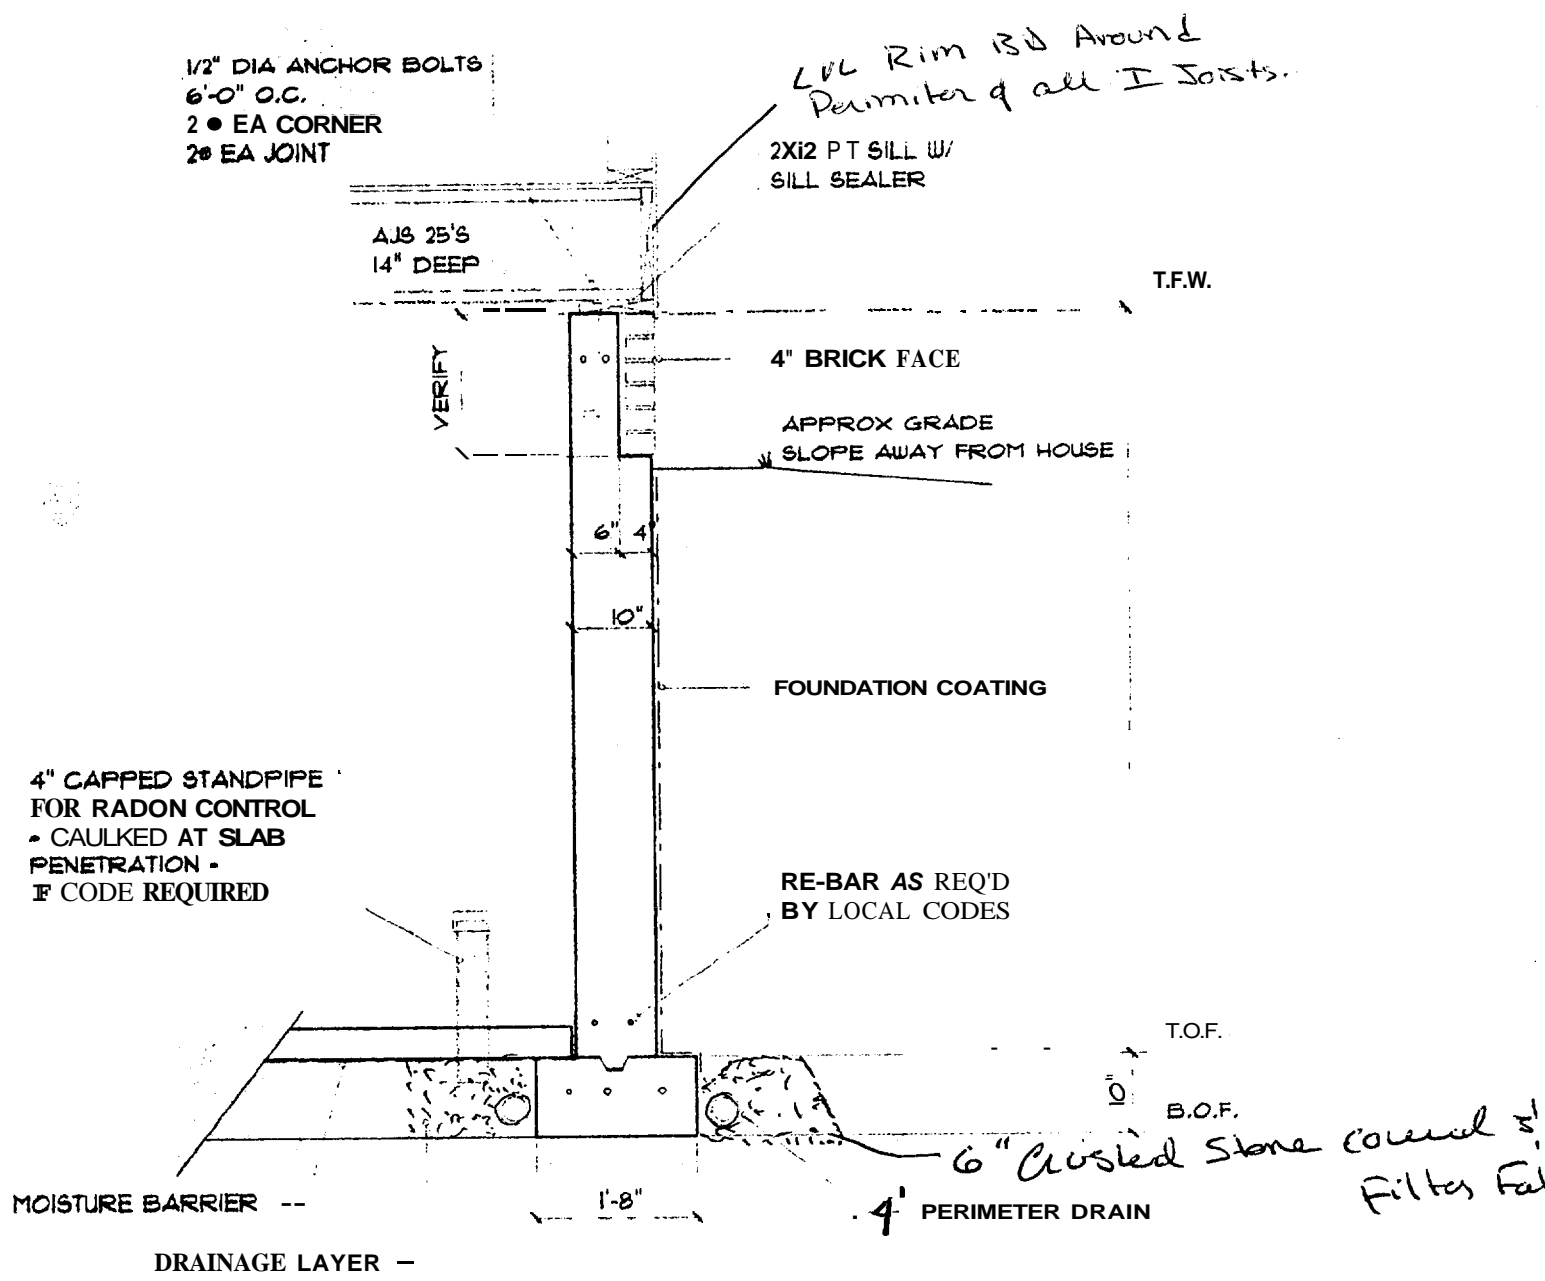 1/2" DIA ANCHOR BOLTS
6'-0" O.C.
2 ● EA CORNER
2● EA JOINT
LVL Rim BD Around
Perimiter of all I Joists.
2Xi2 PT SILL W/
SILL SEALER
AJS 25'S
14" DEEP
T.F.W.
VERIFY
4" BRICK FACE
APPROX GRADE
SLOPE AWAY FROM HOUSE
6" 4"
10"
FOUNDATION COATING
4" CAPPED STANDPIPE
FOR RADON CONTROL
- CAULKED AT SLAB
PENETRATION -
IF CODE REQUIRED
RE-BAR AS REQ'D
BY LOCAL CODES
T.O.F.
10"
B.O.F.
6" Crushed Stone
Filter
MOISTURE BARRIER --
1'-8"
4' PERIMETER DRAIN
DRAINAGE LAYER –